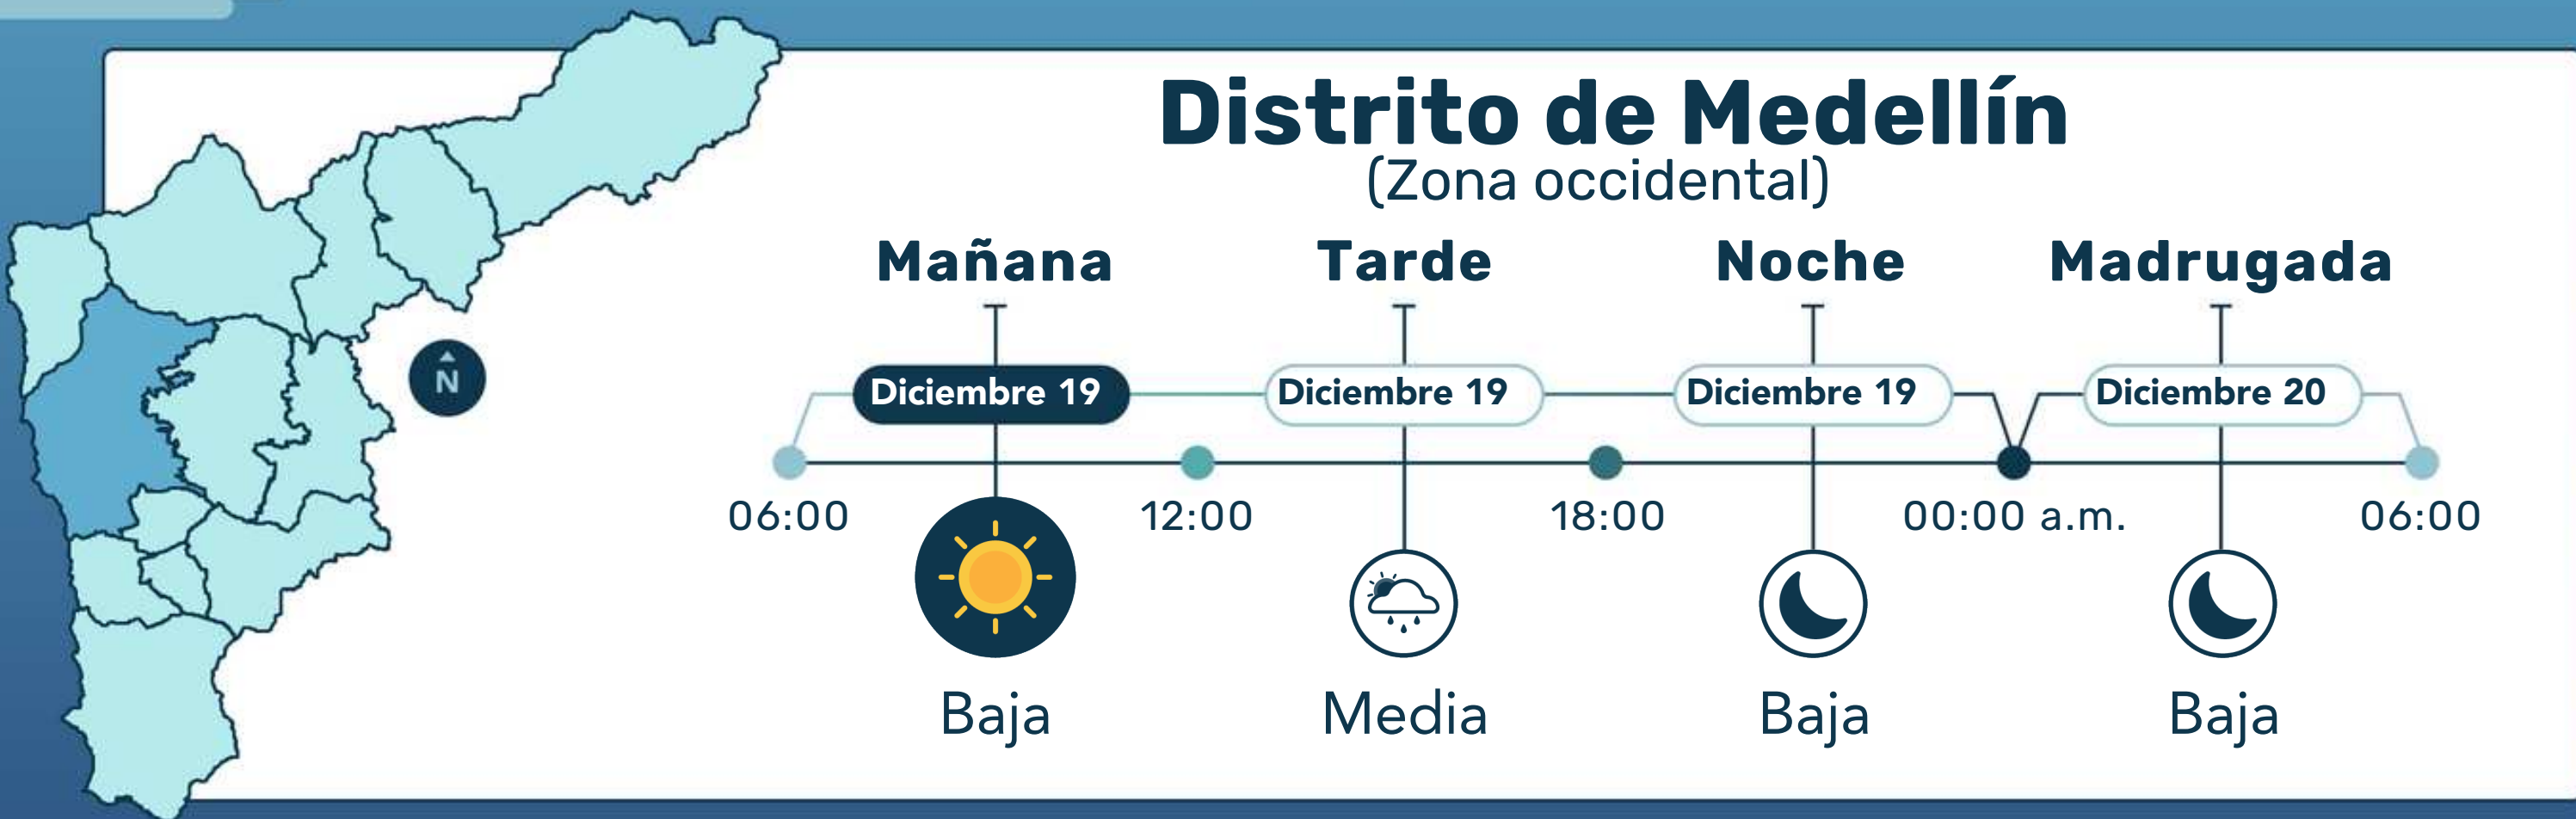 Distrito de Medellín
(Zona occidental)
Mañana Tarde Noche Madrugada
Diciembre 19 Diciembre 19 Diciembre 19 Diciembre 20
N
06:00 12:00 18:00 00:00 a.m. 06:00
Baja Media Baja Baja